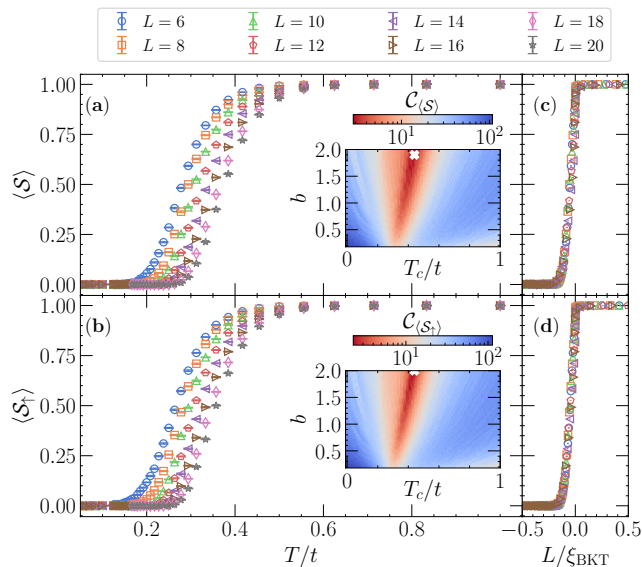 L = 6 L = 10 L = 14 L = 18
L = 8 L = 12 L = 16 L = 20
(a) (c)
⟨S⟩
1.00
0.75
0.50
0.25
0.00
C⟨S⟩
10¹ 10²
b
2.0
1.5
1.0
0.5
0 1
T_c/t
(b) (d)
⟨S↑⟩
1.00
0.75
0.50
0.25
0.00
C⟨S↑⟩
10¹ 10²
b
2.0
1.5
1.0
0.5
0 1
T_c/t
0.2 0.4 0.6 0.8 −0.5 0.0 0.5
T/t L/ξ_BKT